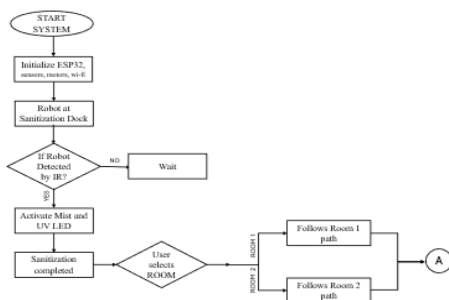 START
SYSTEM
Initialize ESP32,
sensors, motors, wi-fi
Robot at
Sanitization Dock
If Robot
Detected
by IR?
NO
Wait
YES
Activate Mist and
UV LED
Sanitization
completed
User
selects
ROOM
ROOM 1
Follows Room 1
path
ROOM 2
Follows Room 2
path
A